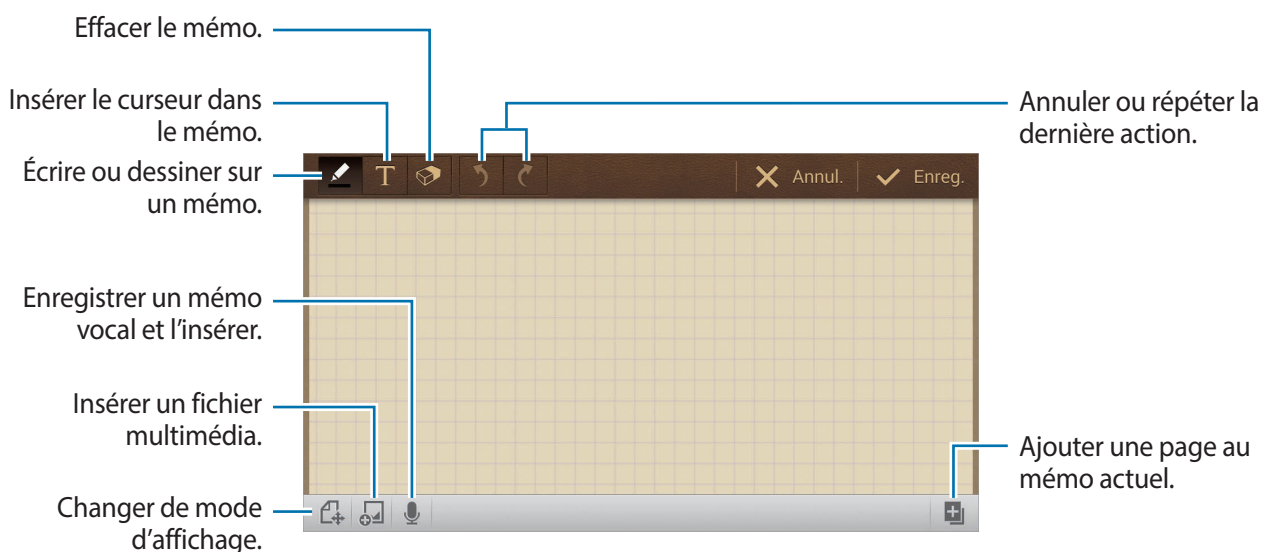 Effacer le mémo.
Insérer le curseur dans
le mémo.
Écrire ou dessiner sur
un mémo.
Annuler ou répéter la
dernière action.
T
Annul.
Enreg.
Enregistrer un mémo
vocal et l'insérer.
Insérer un fichier
multimédia.
Changer de mode
d'affichage.
Ajouter une page au
mémo actuel.